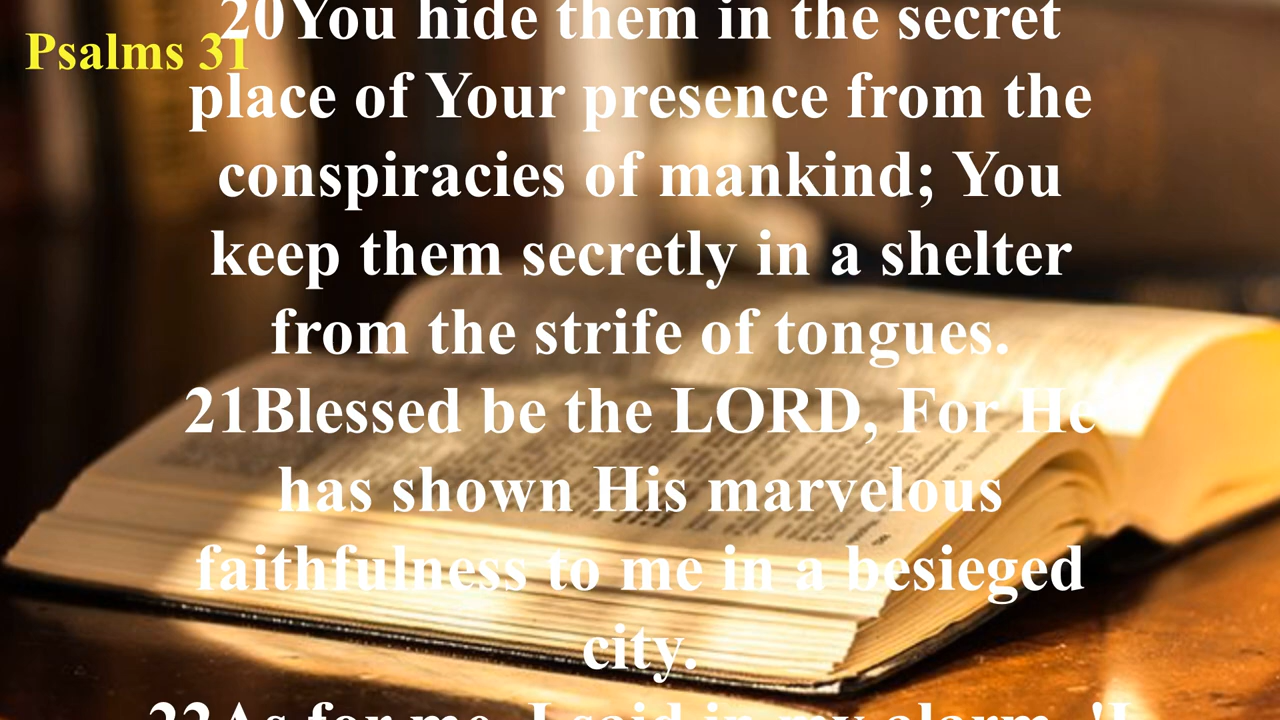 Psalms 31
20You hide them in the secret
place of Your presence from the
conspiracies of mankind; You
keep them secretly in a shelter
from the strife of tongues.
21Blessed be the LORD, For He
has shown His marvelous
faithfulness to me in a besieged
city.
22As for me, I said in my alarm, 'I